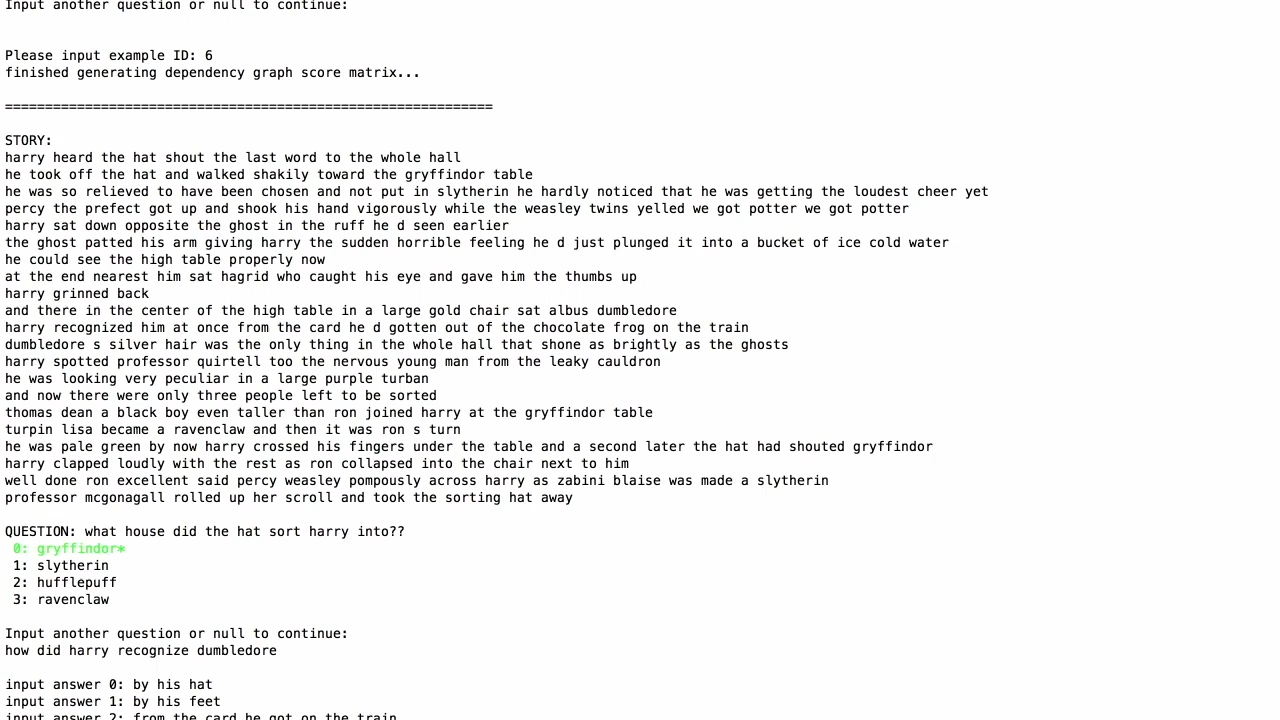 Input another question or null to continue:
Please input example ID: 6
finished generating dependency graph score matrix...
=============================================================
STORY:
harry heard the hat shout the last word to the whole hall
he took off the hat and walked shakily toward the gryffindor table
he was so relieved to have been chosen and not put in slytherin he hardly noticed that he was getting the loudest cheer yet
percy the prefect got up and shook his hand vigorously while the weasley twins yelled we got potter we got potter
harry sat down opposite the ghost in the ruff he d seen earlier
the ghost patted his arm giving harry the sudden horrible feeling he d just plunged it into a bucket of ice cold water
he could see the high table properly now
at the end nearest him sat hagrid who caught his eye and gave him the thumbs up
harry grinned back
and there in the center of the high table in a large gold chair sat albus dumbledore
harry recognized him at once from the card he d gotten out of the chocolate frog on the train
dumbledore s silver hair was the only thing in the whole hall that shone as brightly as the ghosts
harry spotted professor quirtell too the nervous young man from the leaky cauldron
he was looking very peculiar in a large purple turban
and now there were only three people left to be sorted
thomas dean a black boy even taller than ron joined harry at the gryffindor table
turpin lisa became a ravenclaw and then it was ron s turn
he was pale green by now harry crossed his fingers under the table and a second later the hat had shouted gryffindor
harry clapped loudly with the rest as ron collapsed into the chair next to him
well done ron excellent said percy weasley pompously across harry as zabini blaise was made a slytherin
professor mcgonagall rolled up her scroll and took the sorting hat away
QUESTION: what house did the hat sort harry into??
0: gryffindor*
1: slytherin
2: hufflepuff
3: ravenclaw
Input another question or null to continue:
how did harry recognize dumbledore
input answer 0: by his hat
input answer 1: by his feet
input answer 2: from the card he got on the train